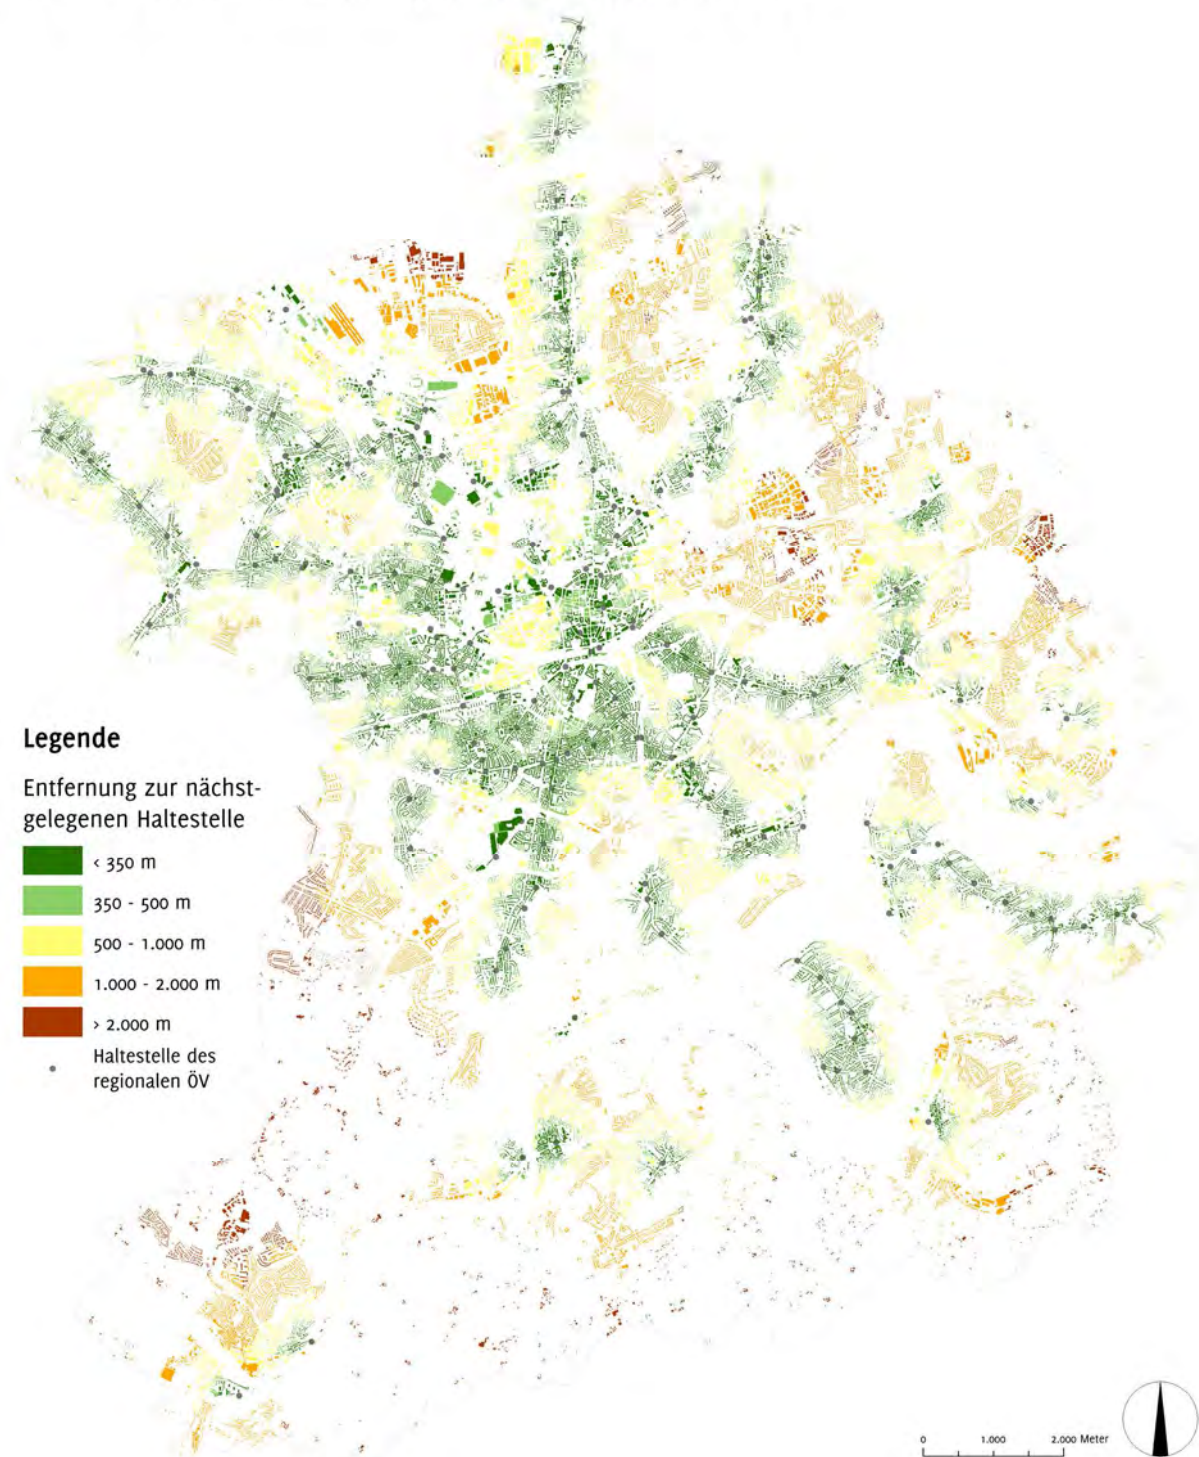 Legende
Entfernung zur nächst-
gelegenen Haltestelle
< 350 m
350 - 500 m
500 - 1.000 m
1.000 - 2.000 m
> 2.000 m
Haltestelle des
regionalen ÖV
0 1.000 2.000 Meter